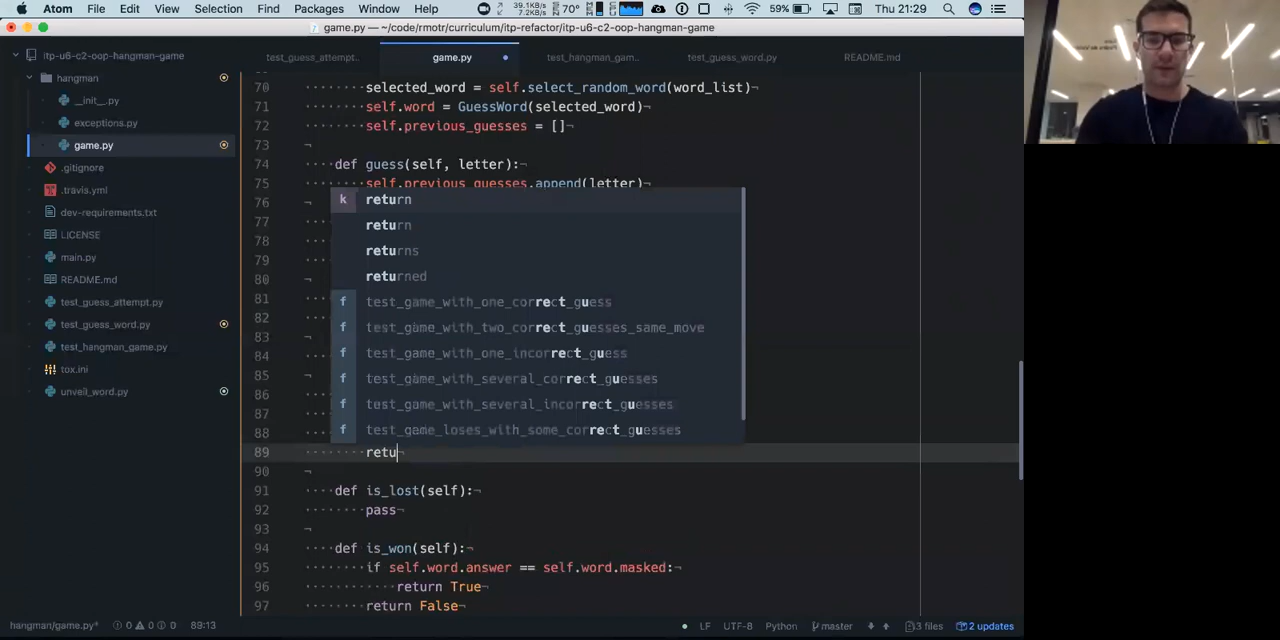 Atom File Edit View Selection Find Packages Window Help 39.1KB/s 7.2KB/s 70° 59% Thu 21:29
game.py — ~/code/rmotr/curriculum/itp-refactor/itp-u6-c2-oop-hangman-game
itp-u6-c2-oop-hangman-game
hangman
__init__.py
exceptions.py
game.py
.gitignore
.travis.yml
dev-requirements.txt
LICENSE
main.py
README.md
test_guess_attempt.py
test_guess_word.py
test_hangman_game.py
tox.ini
unveil_word.py
test_guess_attempt.. game.py test_hangman_gam.. test_guess_word.py README.md
70 selected_word = self.select_random_word(word_list)
71 self.word = GuessWord(selected_word)
72 self.previous_guesses = []
73
74 def guess(self, letter):
75 self.previous_guesses.append(letter)
76
77
78
79
80
81
82
83
84
85
86
87
88
k return
return
returns
returned
f test_game_with_one_correct_guess
f test_game_with_two_correct_guesses_same_move
f test_game_with_one_incorrect_guess
f test_game_with_several_correct_guesses
f test_game_with_several_incorrect_guesses
f test_game_loses_with_some_correct_guesses
89 retu
90
91 def is_lost(self):
92 pass
93
94 def is_won(self):
95 if self.word.answer == self.word.masked:
96 return True
97 return False
hangman/game.py* 0 0 0 89:13 LF UTF-8 Python master 3 files 2 updates